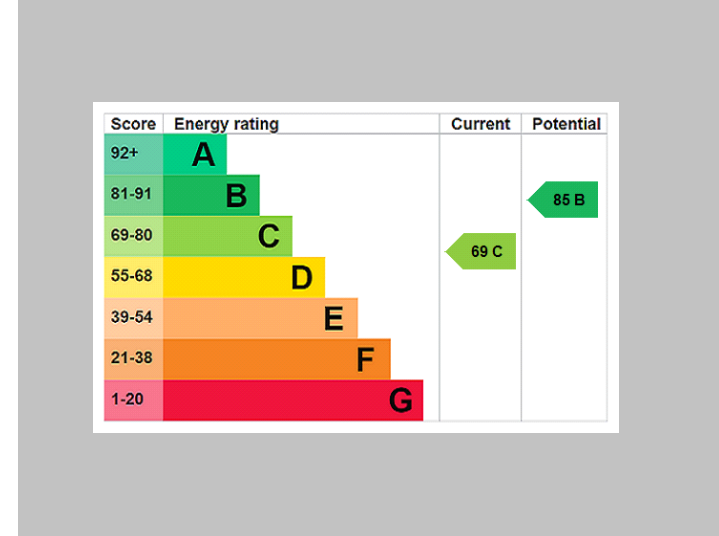 Score Energy rating Current Potential
92+ A
81-91 B 85 B
69-80 C 69 C
55-68 D
39-54 E
21-38 F
1-20 G